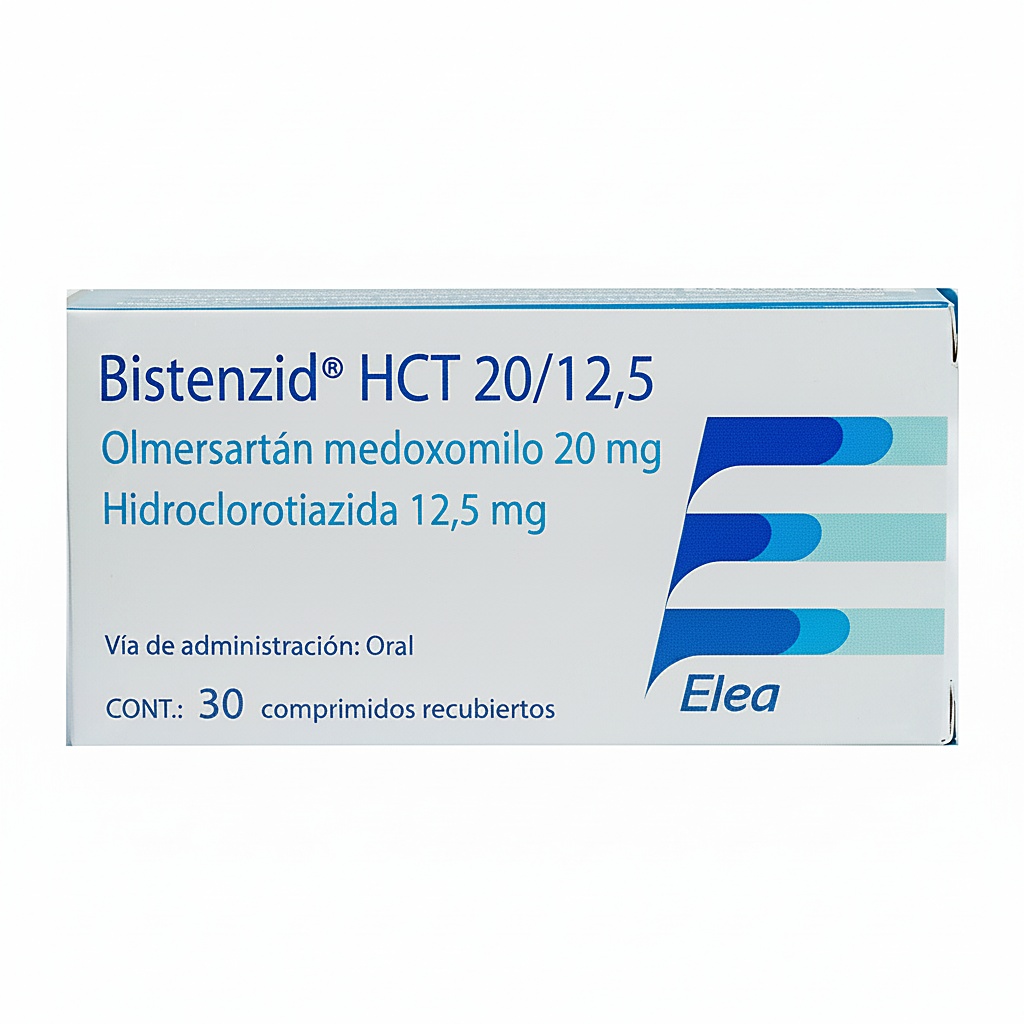 Bistenzid® HCT 20/12,5
Olmersartán medoxomilo 20 mg
Hidroclorotiazida 12,5 mg
Vía de administración: Oral
CONT.: 30 comprimidos recubiertos
Elea